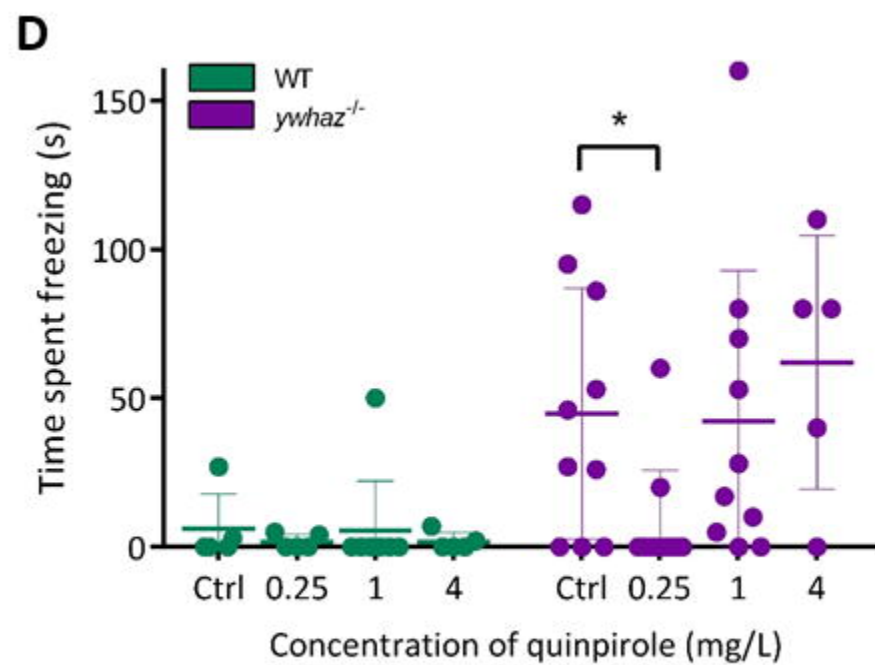 D
WT
ywhaz-/-
*
Time spent freezing (s)
150
100
50
0
Ctrl 0.25 1 4 Ctrl 0.25 1 4
Concentration of quinpirole (mg/L)